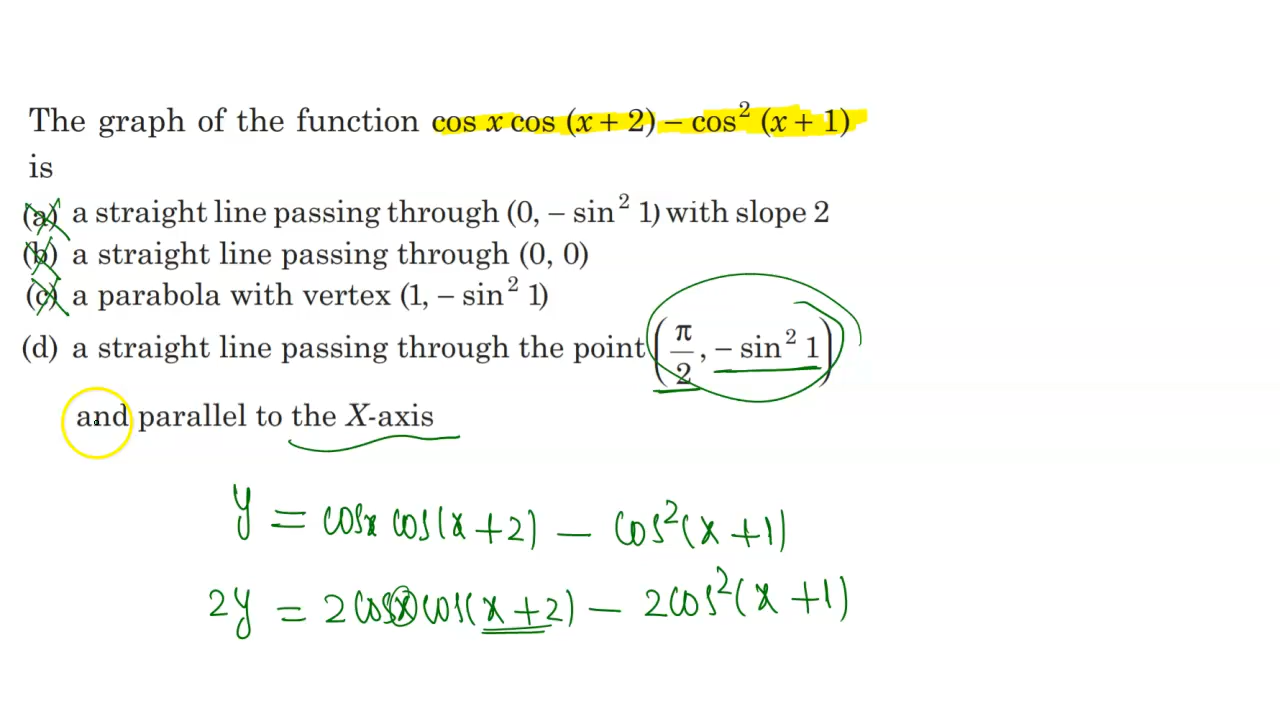 The graph of the function cos x cos (x + 2) – cos² (x + 1)
is
(a) a straight line passing through (0, – sin² 1) with slope 2
(b) a straight line passing through (0, 0)
(c) a parabola with vertex (1, – sin² 1)
(d) a straight line passing through the point (π/2, – sin² 1)
and parallel to the X-axis
y = cosx cos(x + 2) – cos²(x + 1)
2y = 2cosx cos(x + 2) – 2cos²(x + 1)